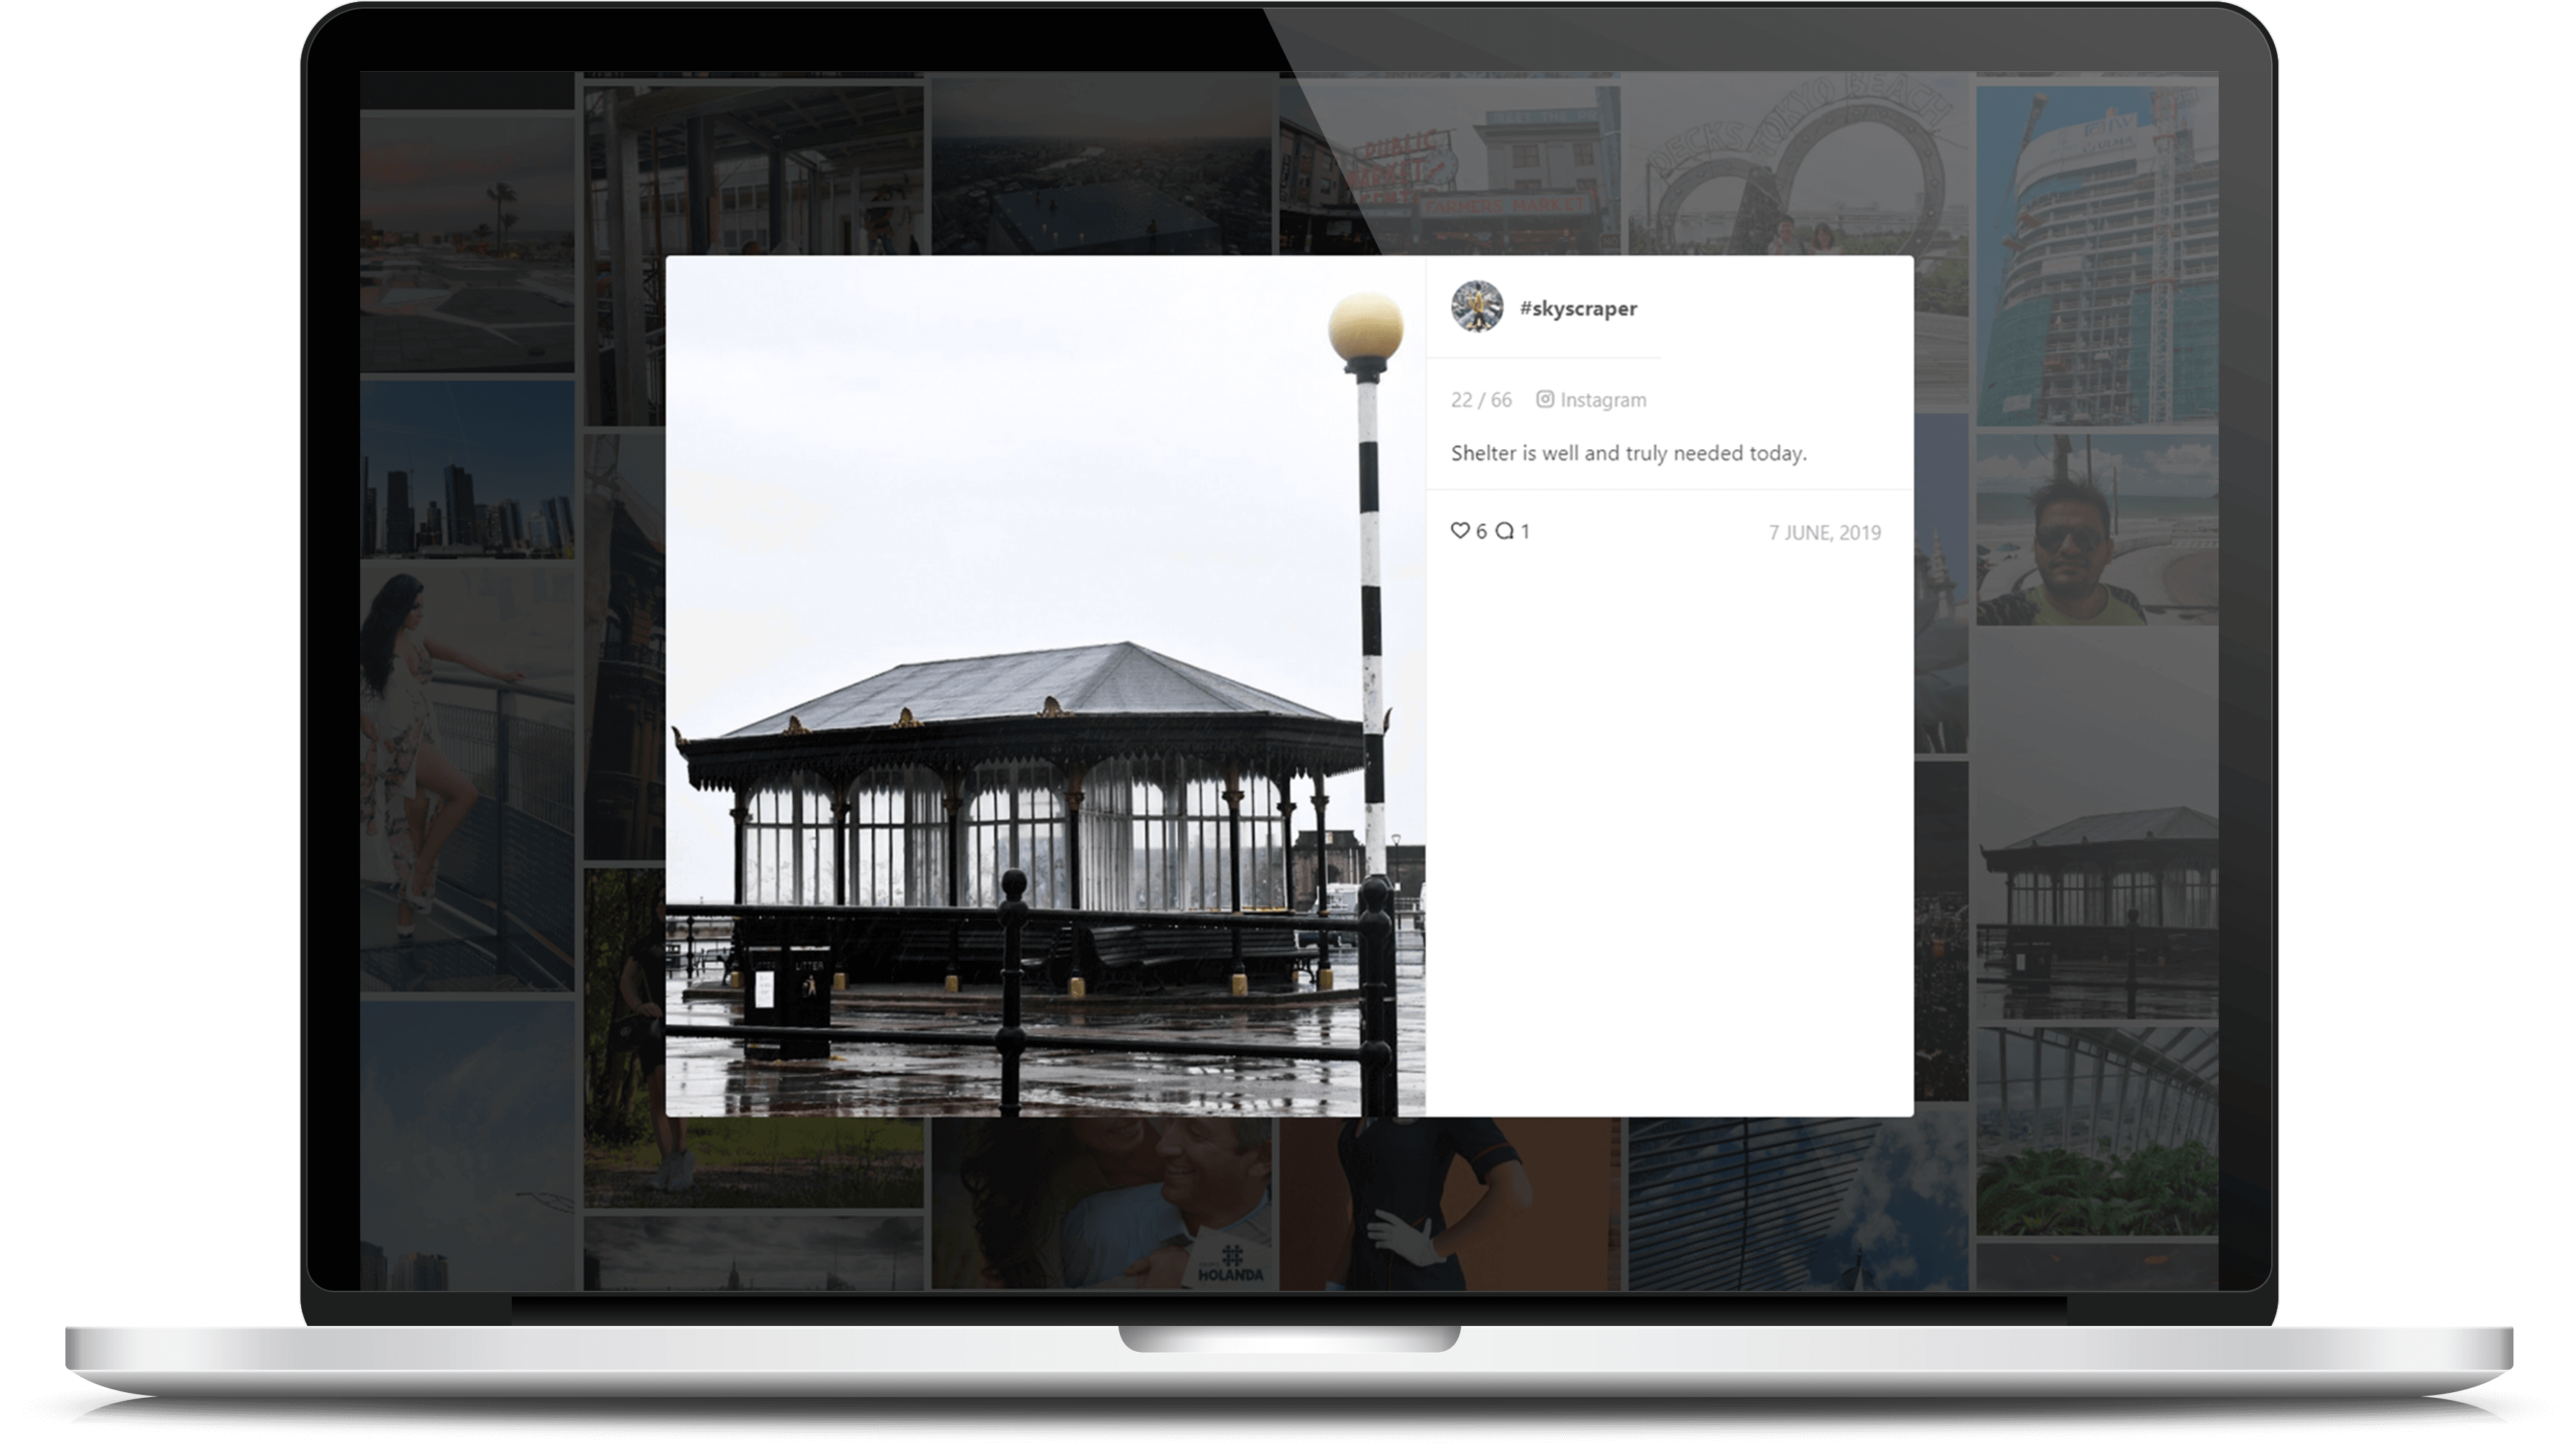 DECKS TOKYO BEACH
PUBLIC
MARKET
FARMERS MARKET
#skyscraper
22 / 66 Instagram
Shelter is well and truly needed today.
6 1
7 JUNE, 2019
LITTER
HOLANDA